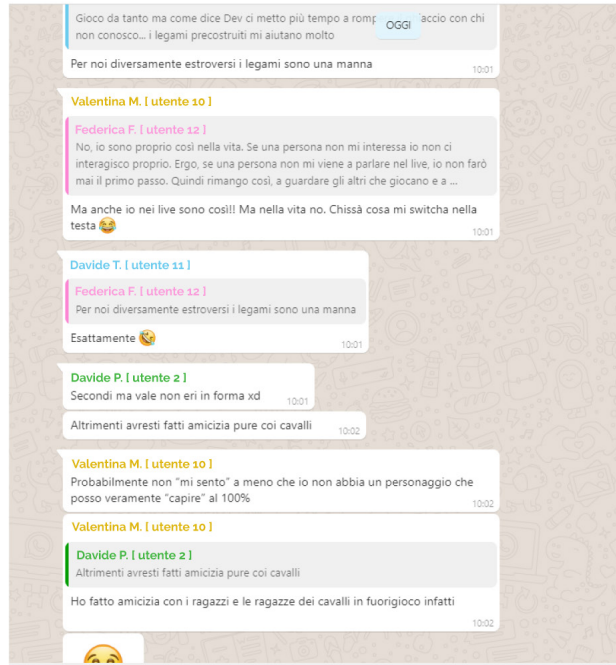 Gioco da tanto ma come dice Dev ci metto più tempo a accio con chi
OGGI
non conosco... i legami precostruiti mi aiutano molto
Per noi diversamente estroversi i legami sono una manna
10:01
Valentina M. [ utente 10 ]
Federica F. [ utente 12 ]
No, io sono proprio così nella vita. Se una persona non mi interessa io non ci
interagisco proprio. Ergo, se una persona non mi viene a parlare nel live, io non farò
mai il primo passo. Quindi rimango così, a guardare gli altri che giocano e a ...
Ma anche io nei live sono così!! Ma nella vita no. Chissà cosa mi switcha nella
testa 😂
10:01
Davide T. [ utente 11 ]
Federica F. [ utente 12 ]
Per noi diversamente estroversi i legami sono una manna
Esattamente 🤣
10:01
Davide P. [ utente 2 ]
Secondi ma vale non eri in forma xd
10:01
Altrimenti avresti fatti amicizia pure coi cavalli
10:02
Valentina M. [ utente 10 ]
Probabilmente non "mi sento" a meno che io non abbia un personaggio che
posso veramente "capire" al 100%
10:02
Valentina M. [ utente 10 ]
Davide P. [ utente 2 ]
Altrimenti avresti fatti amicizia pure coi cavalli
Ho fatto amicizia con i ragazzi e le ragazze dei cavalli in fuorigioco infatti
10:02